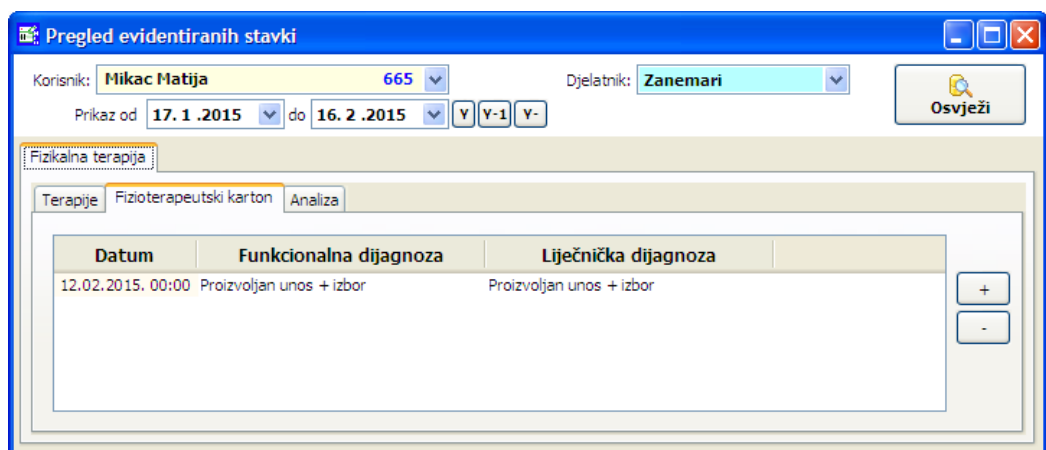 Pregled evidentiranih stavki
Korisnik: Mikac Matija 665 Djelatnik: Zanemari
Osvježi
Prikaz od 17. 1 .2015 do 16. 2 .2015 Y Y-1 Y-
Fizikalna terapija
Terapije Fizioterapeutski karton Analiza
Datum Funkcionalna dijagnoza Liječnička dijagnoza
12.02.2015. 00:00 Proizvoljan unos + izbor Proizvoljan unos + izbor
+
-